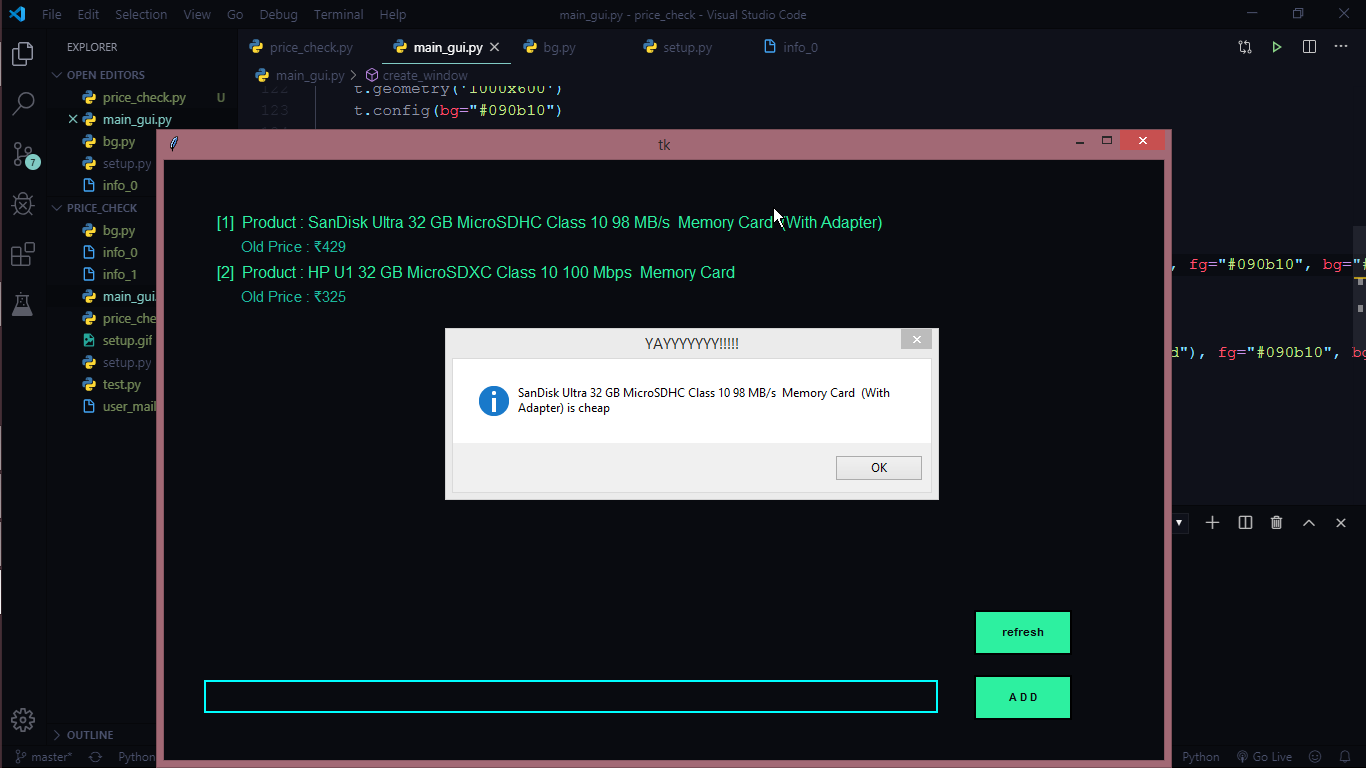 File Edit Selection View Go Debug Terminal Help main_gui.py - price_check - Visual Studio Code
EXPLORER
price_check.py main_gui.py bg.py setup.py info_0
OPEN EDITORS
main_gui.py > create_window
price_check.py U
main_gui.py
bg.py
setup.py
info_0
122 t.geometry('1000x600')
123 t.config(bg="#090b10")
PRICE_CHECK
bg.py
info_0
info_1
main_gui.
price_che
setup.gif
setup.py
test.py
user_mail
7
tk
[1] Product : SanDisk Ultra 32 GB MicroSDHC Class 10 98 MB/s Memory Card (With Adapter)
Old Price : ₹429
[2] Product : HP U1 32 GB MicroSDXC Class 10 100 Mbps Memory Card
Old Price : ₹325
, fg="#090b10", bg="#
d"), fg="#090b10", bg
YAYYYYYYY!!!!!
SanDisk Ultra 32 GB MicroSDHC Class 10 98 MB/s Memory Card (With
Adapter) is cheap
OK
refresh
A D D
OUTLINE
master* Python
Python Go Live